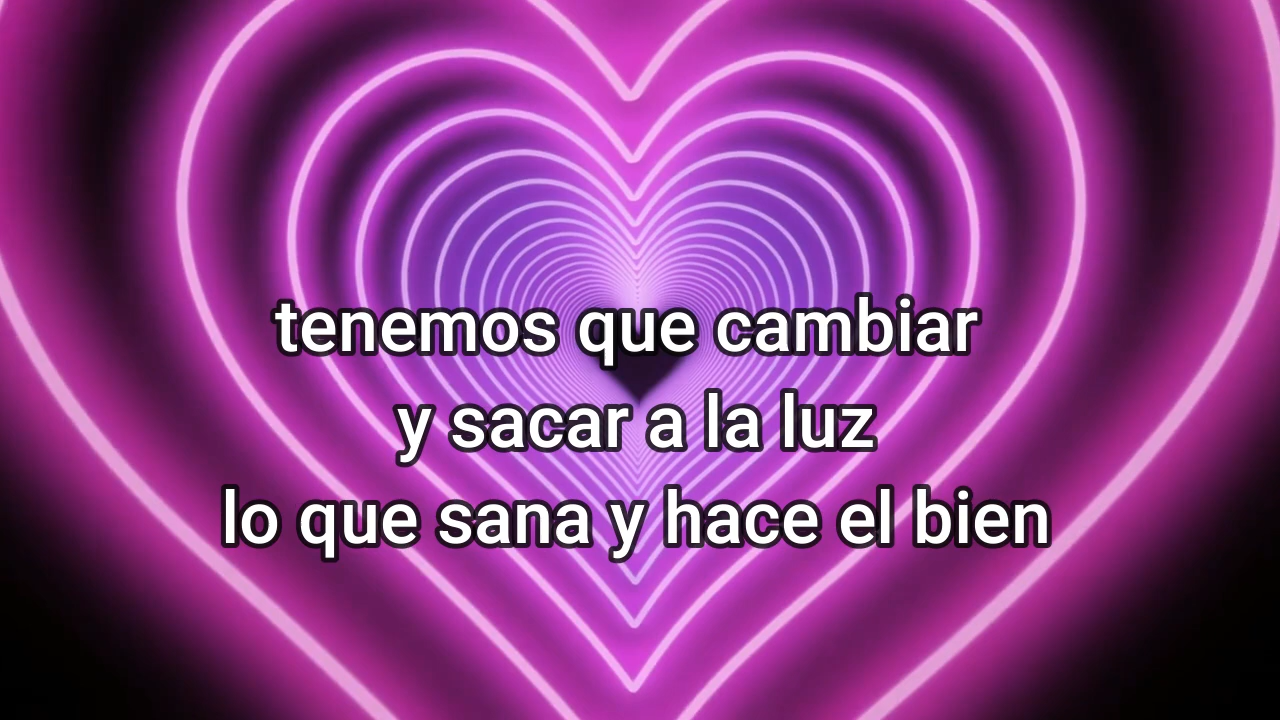 tenemos que cambiar
y sacar a la luz
lo que sana y hace el bien